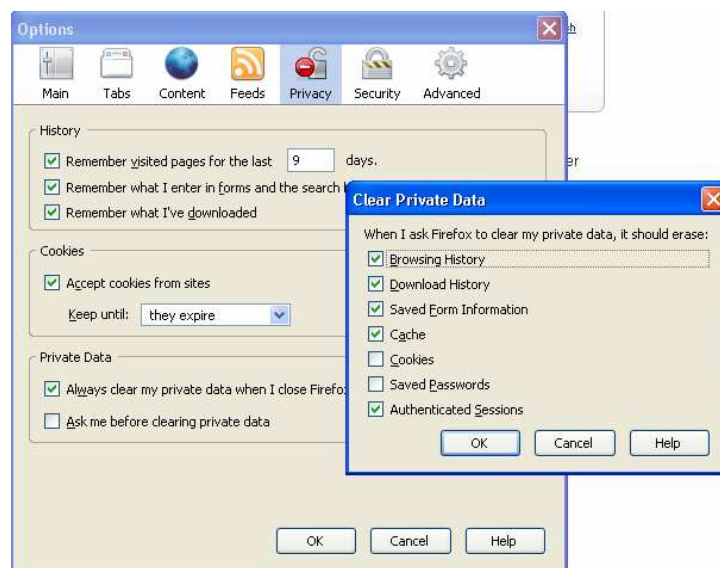 Options
Main Tabs Content Feeds Privacy Security Advanced
History
Remember visited pages for the last 9 days.
Remember what I enter in forms and the search
Remember what I've downloaded
Cookies
Accept cookies from sites
Keep until: they expire
Private Data
Always clear my private data when I close Firefo
Ask me before clearing private data
OK Cancel Help
Clear Private Data
When I ask Firefox to clear my private data, it should erase:
Browsing History
Download History
Saved Form Information
Cache
Cookies
Saved Passwords
Authenticated Sessions
OK Cancel Help